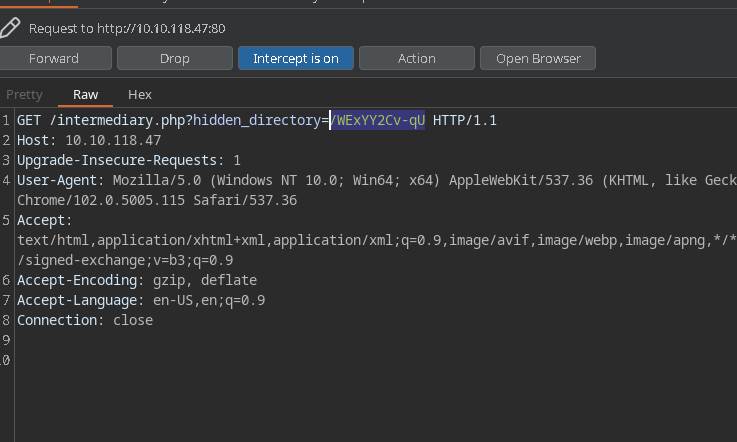 Request to http://10.10.118.47:80
Forward Drop Intercept is on Action Open Browser
Pretty Raw Hex
1 GET /intermediary.php?hidden_directory=/WExYY2Cv-qU HTTP/1.1
2 Host: 10.10.118.47
3 Upgrade-Insecure-Requests: 1
4 User-Agent: Mozilla/5.0 (Windows NT 10.0; Win64; x64) AppleWebKit/537.36 (KHTML, like Geck
Chrome/102.0.5005.115 Safari/537.36
5 Accept:
text/html,application/xhtml+xml,application/xml;q=0.9,image/avif,image/webp,image/apng,*/*
/signed-exchange;v=b3;q=0.9
6 Accept-Encoding: gzip, deflate
7 Accept-Language: en-US,en;q=0.9
8 Connection: close
9
0